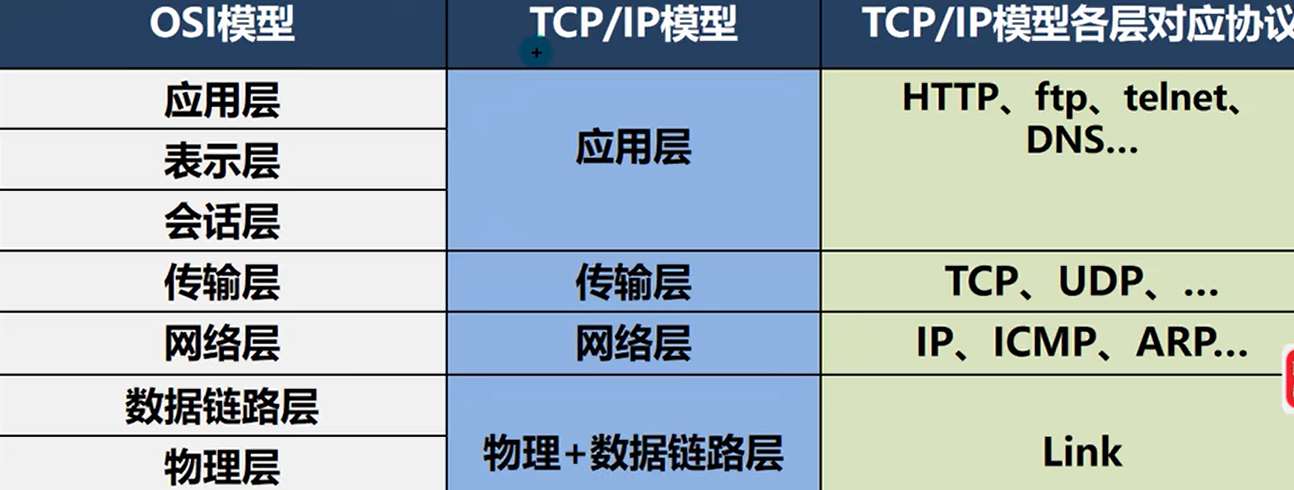 OSI模型
TCP/IP模型
TCP/IP模型各层对应协议
应用层
表示层
会话层
应用层
HTTP、ftp、telnet、
DNS...
传输层
传输层
TCP、UDP、...
网络层
网络层
IP、ICMP、ARP...
数据链路层
物理层
物理+数据链路层
Link